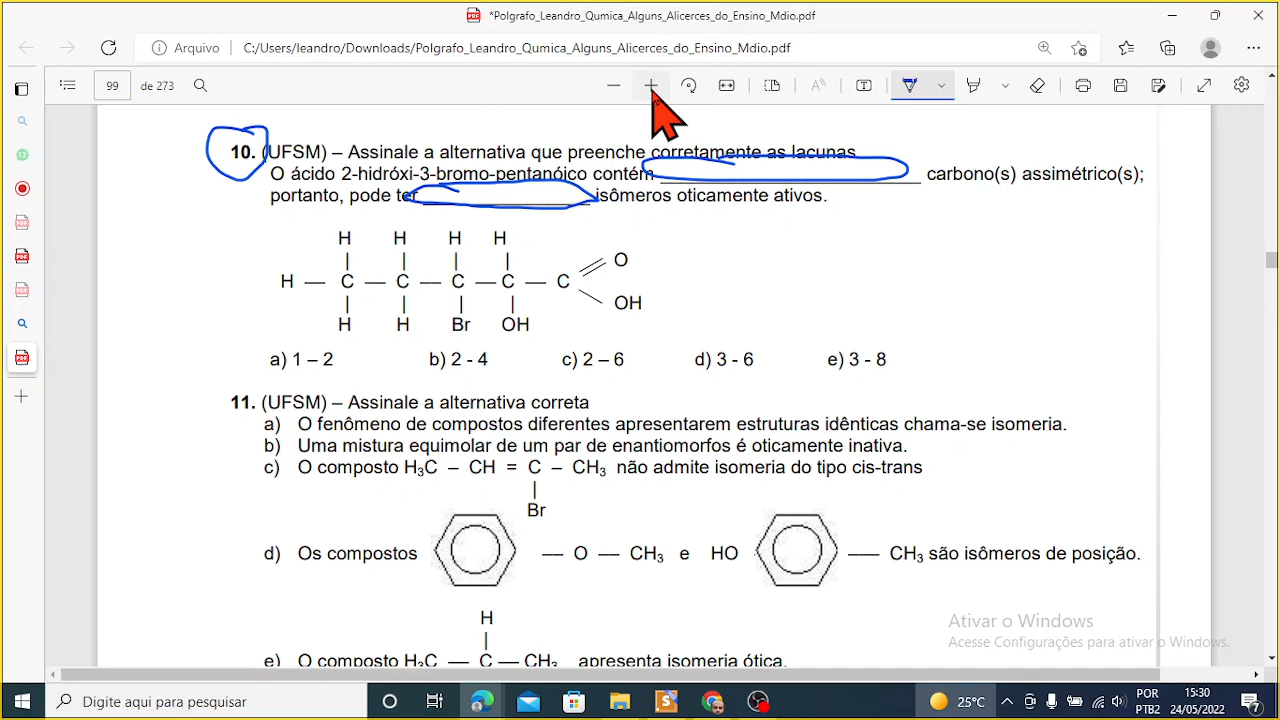 *Polgrafo_Leandro_Qumica_Alguns_Alicerces_do_Ensino_Mdio.pdf
Arquivo C:/Users/leandro/Downloads/Polgrafo_Leandro_Qumica_Alguns_Alicerces_do_Ensino_Mdio.pdf
99 de 273
10. (UFSM) – Assinale a alternativa que preenche corretamente as lacunas
O ácido 2-hidróxi-3-bromo-pentanóico contém __________ carbono(s) assimétrico(s);
portanto, pode ter __________ isômeros oticamente ativos.
H H H H
| | | | O
H — C — C — C — C — C
| | | | OH
H H Br OH
a) 1 – 2 b) 2 - 4 c) 2 – 6 d) 3 - 6 e) 3 - 8
11. (UFSM) – Assinale a alternativa correta
a) O fenômeno de compostos diferentes apresentarem estruturas idênticas chama-se isomeria.
b) Uma mistura equimolar de um par de enantiomorfos é oticamente inativa.
c) O composto H₃C – CH = C – CH₃ não admite isomeria do tipo cis-trans
|
Br
d) Os compostos — O — CH₃ e HO — CH₃ são isômeros de posição.
H
|
e) O composto H₃C — C — CH₃ apresenta isomeria ótica.
Ativar o Windows
Acesse Configurações para ativar o Windows.
Digite aqui para pesquisar
25°C
POR
PTB2
15:30
24/05/2022
7